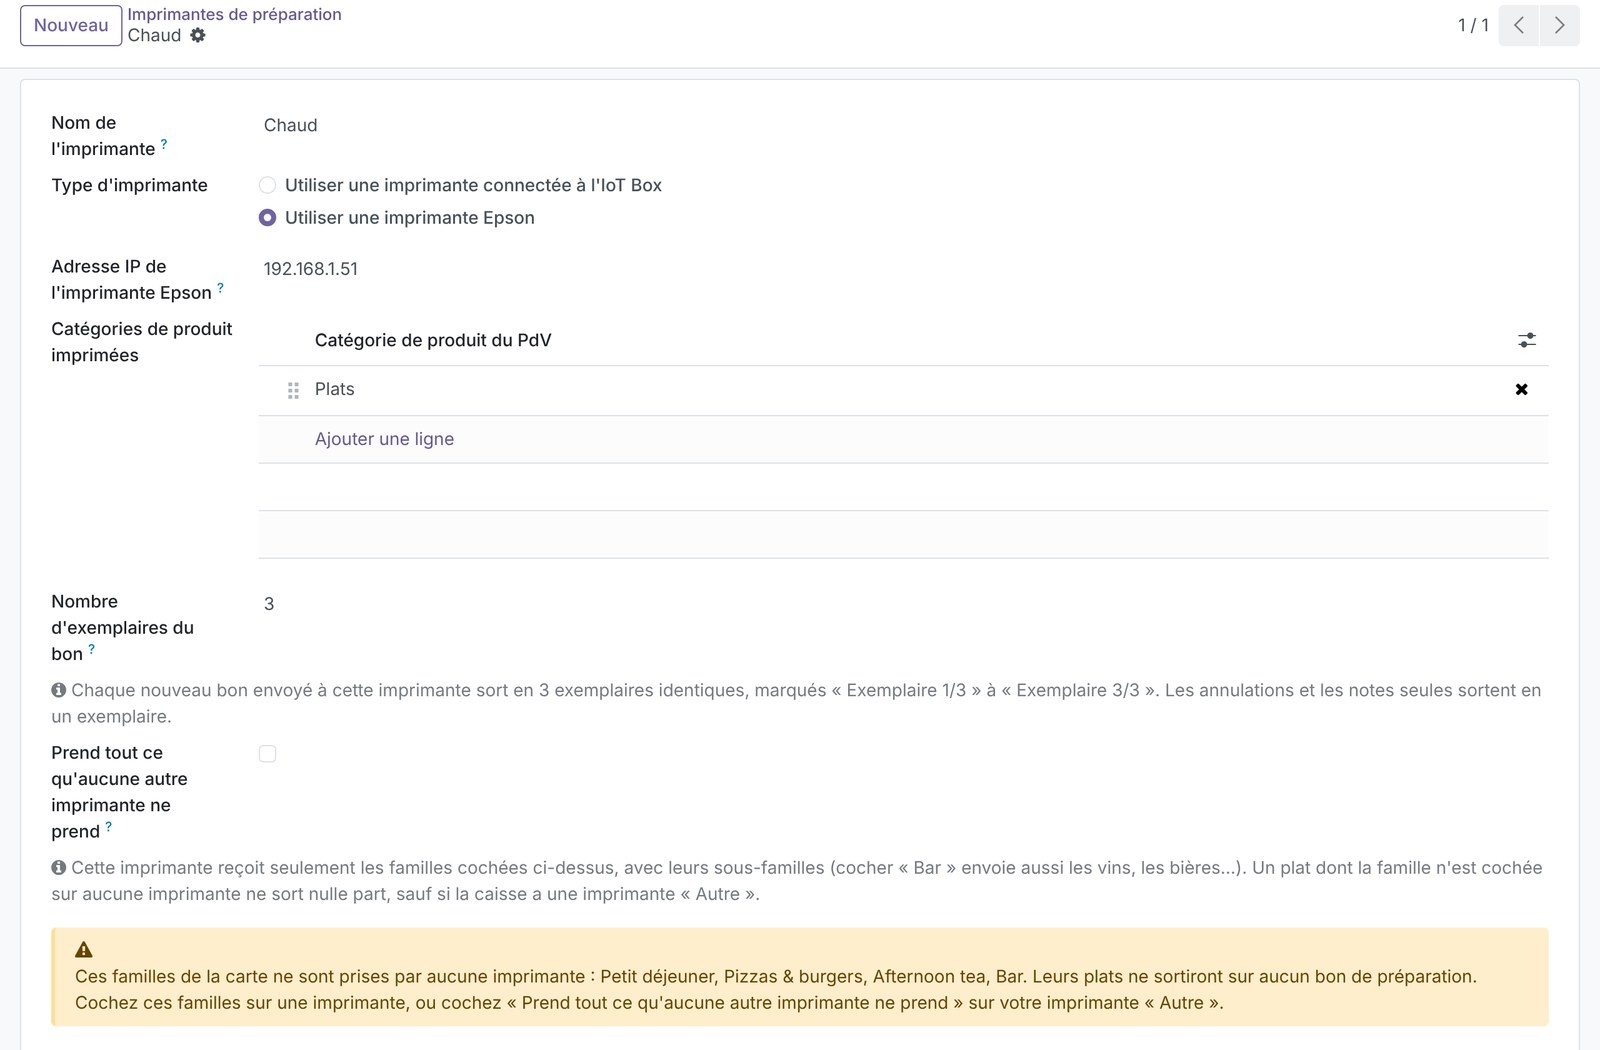 Nouveau
Imprimantes de préparation
Chaud
1 / 1
Nom de
l'imprimante ?
Chaud
Type d'imprimante
Utiliser une imprimante connectée à l'IoT Box
Utiliser une imprimante Epson
Adresse IP de
l'imprimante Epson ?
192.168.1.51
Catégories de produit
imprimées
Catégorie de produit du PdV
Plats
Ajouter une ligne
Nombre
d'exemplaires du
bon ?
3
Chaque nouveau bon envoyé à cette imprimante sort en 3 exemplaires identiques, marqués « Exemplaire 1/3 » à « Exemplaire 3/3 ». Les annulations et les notes seules sortent en
un exemplaire.
Prend tout ce
qu'aucune autre
imprimante ne
prend ?
Cette imprimante reçoit seulement les familles cochées ci-dessus, avec leurs sous-familles (cocher « Bar » envoie aussi les vins, les bières...). Un plat dont la famille n'est cochée
sur aucune imprimante ne sort nulle part, sauf si la caisse a une imprimante « Autre ».
Ces familles de la carte ne sont prises par aucune imprimante : Petit déjeuner, Pizzas & burgers, Afternoon tea, Bar. Leurs plats ne sortiront sur aucun bon de préparation.
Cochez ces familles sur une imprimante, ou cochez « Prend tout ce qu'aucune autre imprimante ne prend » sur votre imprimante « Autre ».